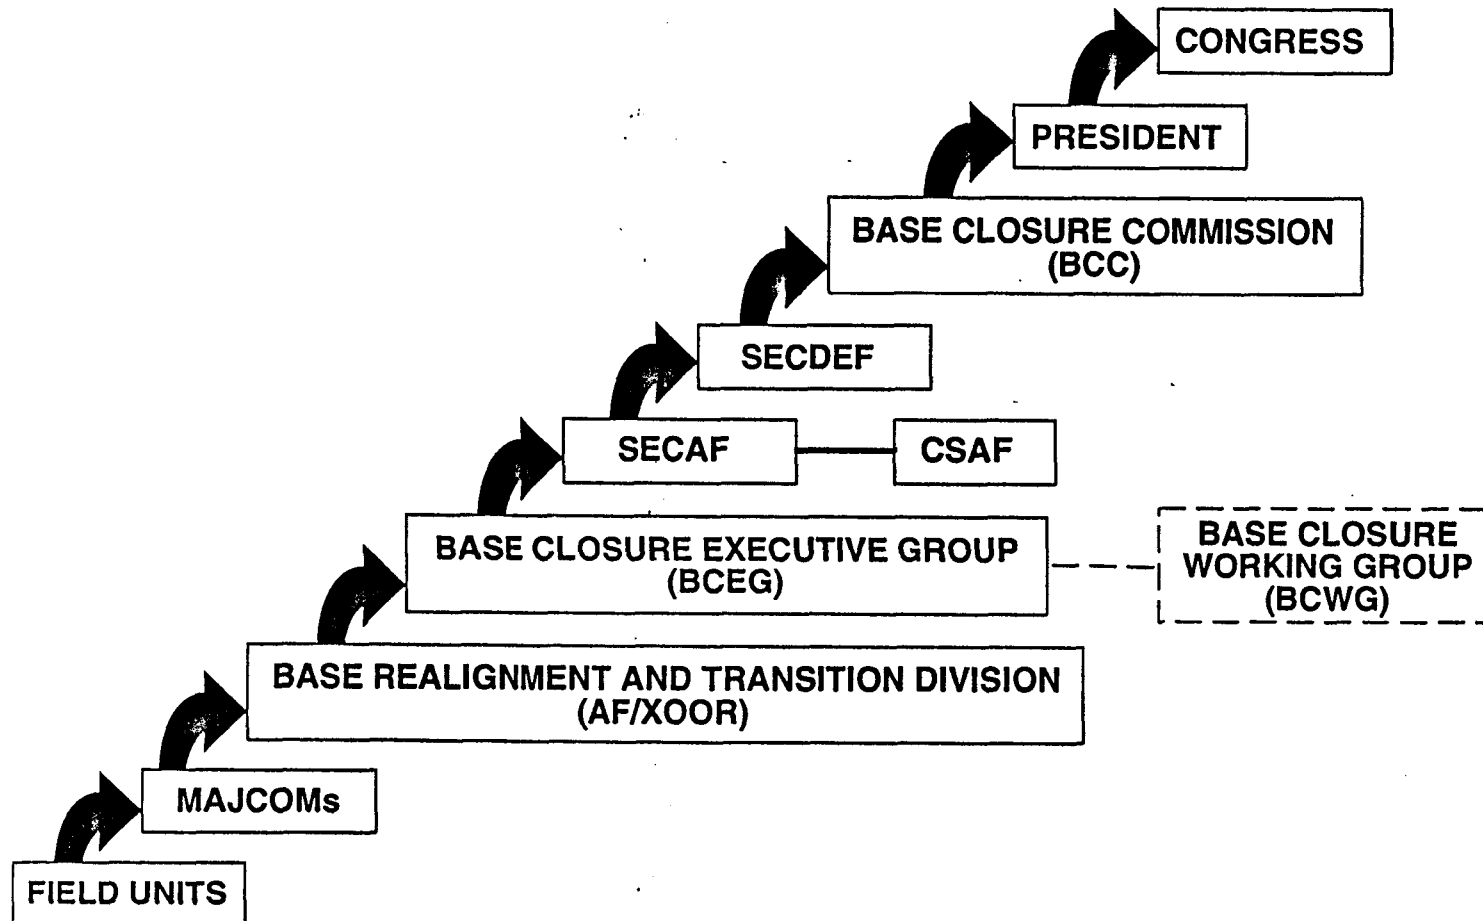 CONGRESS
PRESIDENT
BASE CLOSURE COMMISSION
(BCC)
SECDEF
SECAF
CSAF
BASE CLOSURE EXECUTIVE GROUP
(BCEG)
BASE CLOSURE
WORKING GROUP
(BCWG)
BASE REALIGNMENT AND TRANSITION DIVISION
(AF/XOOR)
MAJCOMs
FIELD UNITS